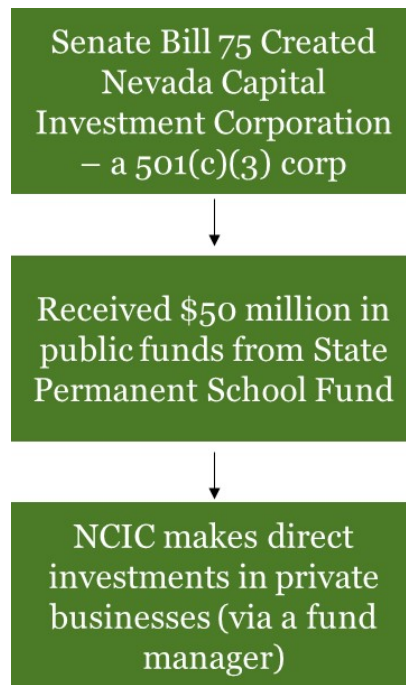 Senate Bill 75 Created
Nevada Capital
Investment Corporation
– a 501(c)(3) corp
Received $50 million in
public funds from State
Permanent School Fund
NCIC makes direct
investments in private
businesses (via a fund
manager)